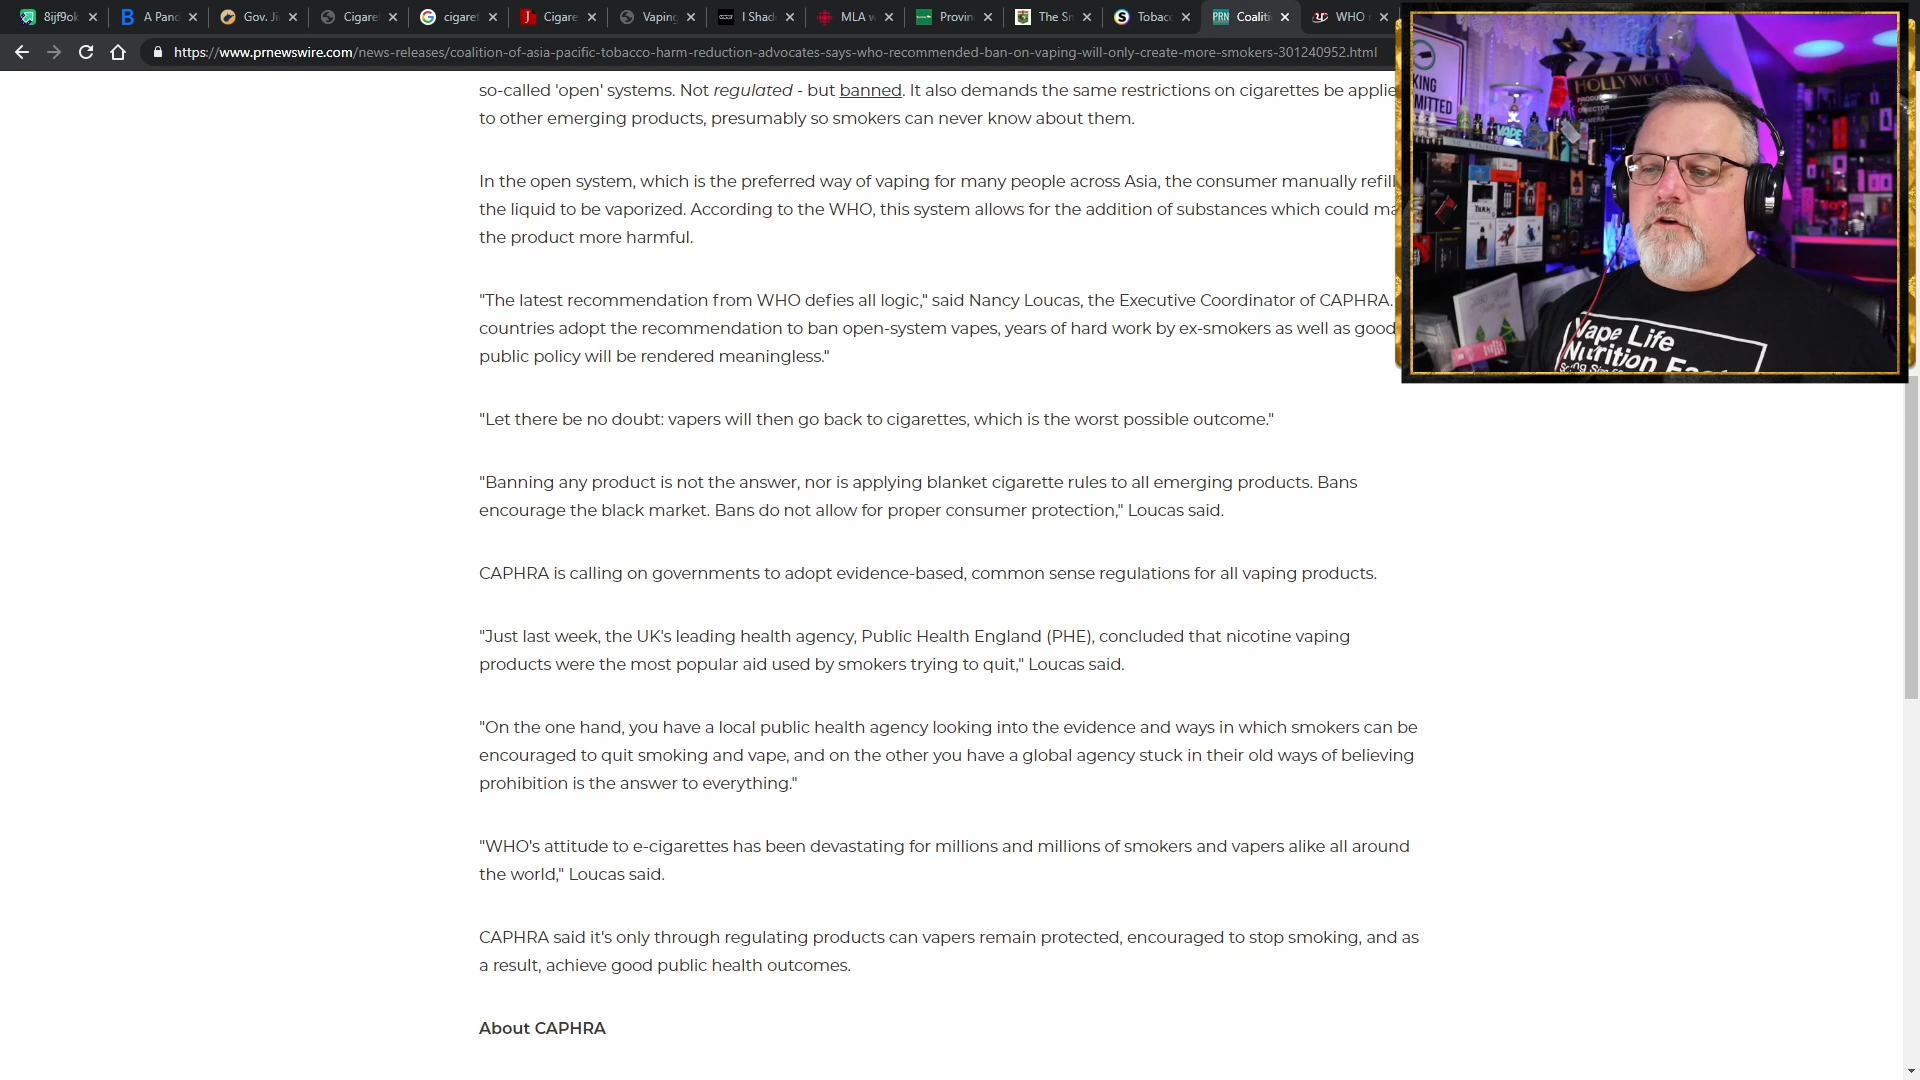 8ijf9ok
A Pand
Gov. Ji
Cigare
cigaret
Cigare
Vaping
I Shad
MLA w
Provin
The Sn
Tobac
Coaliti
WHO
https://www.prnewswire.com/news-releases/coalition-of-asia-pacific-tobacco-harm-reduction-advocates-says-who-recommended-ban-on-vaping-will-only-create-more-smokers-301240952.html
so-called 'open' systems. Not regulated - but banned. It also demands the same restrictions on cigarettes be applie
to other emerging products, presumably so smokers can never know about them.
In the open system, which is the preferred way of vaping for many people across Asia, the consumer manually refill
the liquid to be vaporized. According to the WHO, this system allows for the addition of substances which could ma
the product more harmful.
"The latest recommendation from WHO defies all logic," said Nancy Loucas, the Executive Coordinator of CAPHRA.
countries adopt the recommendation to ban open-system vapes, years of hard work by ex-smokers as well as good
public policy will be rendered meaningless."
"Let there be no doubt: vapers will then go back to cigarettes, which is the worst possible outcome."
"Banning any product is not the answer, nor is applying blanket cigarette rules to all emerging products. Bans
encourage the black market. Bans do not allow for proper consumer protection," Loucas said.
CAPHRA is calling on governments to adopt evidence-based, common sense regulations for all vaping products.
"Just last week, the UK's leading health agency, Public Health England (PHE), concluded that nicotine vaping
products were the most popular aid used by smokers trying to quit," Loucas said.
"On the one hand, you have a local public health agency looking into the evidence and ways in which smokers can be
encouraged to quit smoking and vape, and on the other you have a global agency stuck in their old ways of believing
prohibition is the answer to everything."
"WHO's attitude to e-cigarettes has been devastating for millions and millions of smokers and vapers alike all around
the world," Loucas said.
CAPHRA said it's only through regulating products can vapers remain protected, encouraged to stop smoking, and as
a result, achieve good public health outcomes.
About CAPHRA
KING
MITTED
HOLLYWOOD
DIRECTOR
CAMERA
VAPE
Vape Life
Nutrition Fac